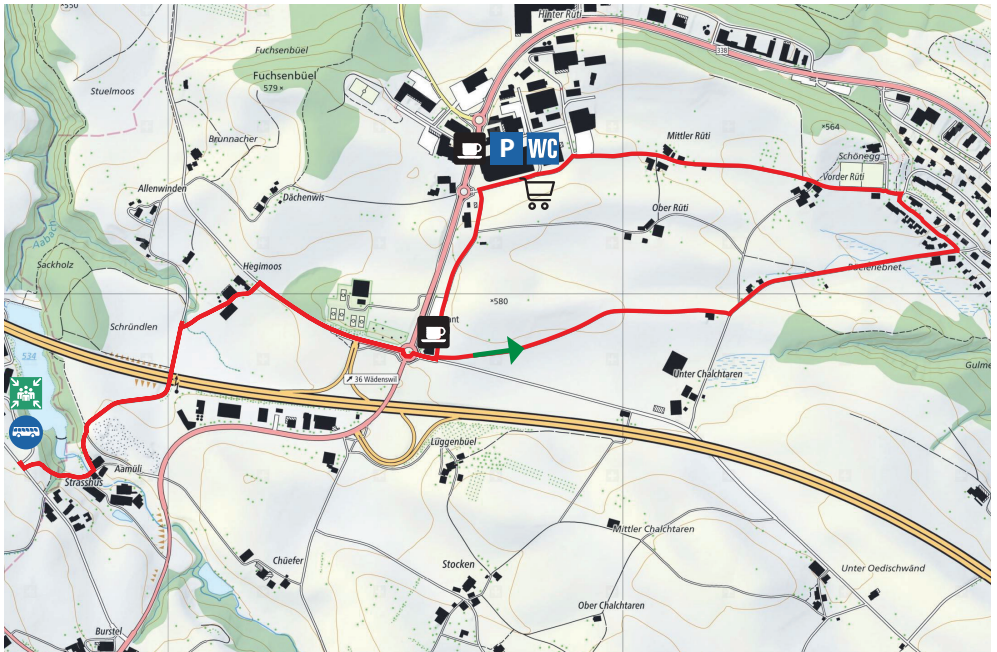 Hinter Rüti
550
338
Fuchsenbüel
Fuchsenbüel
579
Stuelmoos
Brunnacher
P
WC
Mittler Rüti
×564
Schönegg
Vorder Rüti
Allenwinden
Dächenwis
Ober Rüti
Aabach
Sackholz
Hegimoos
×580
Schründlen
534
36 Wädenswil
Unter Chalchtaren
Gulme
Lüggenbüel
Aamüli
Strasshus
Mittler Chalchtaren
Chüefer
Stocken
Unter Oedischwänd
Ober Chalchtaren
Burstel